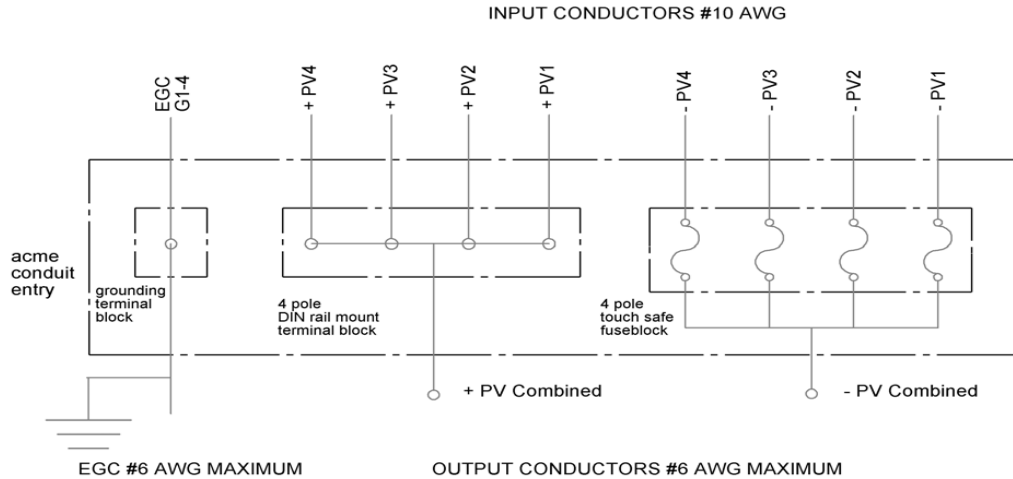 INPUT CONDUCTORS #10 AWG
EGC
G1-4
+ PV4
+ PV3
+ PV2
+ PV1
- PV4
- PV3
- PV2
- PV1
acme
conduit
entry
grounding
terminal
block
4 pole
DIN rail mount
terminal block
4 pole
touch safe
fuseblock
+ PV Combined
- PV Combined
EGC #6 AWG MAXIMUM
OUTPUT CONDUCTORS #6 AWG MAXIMUM